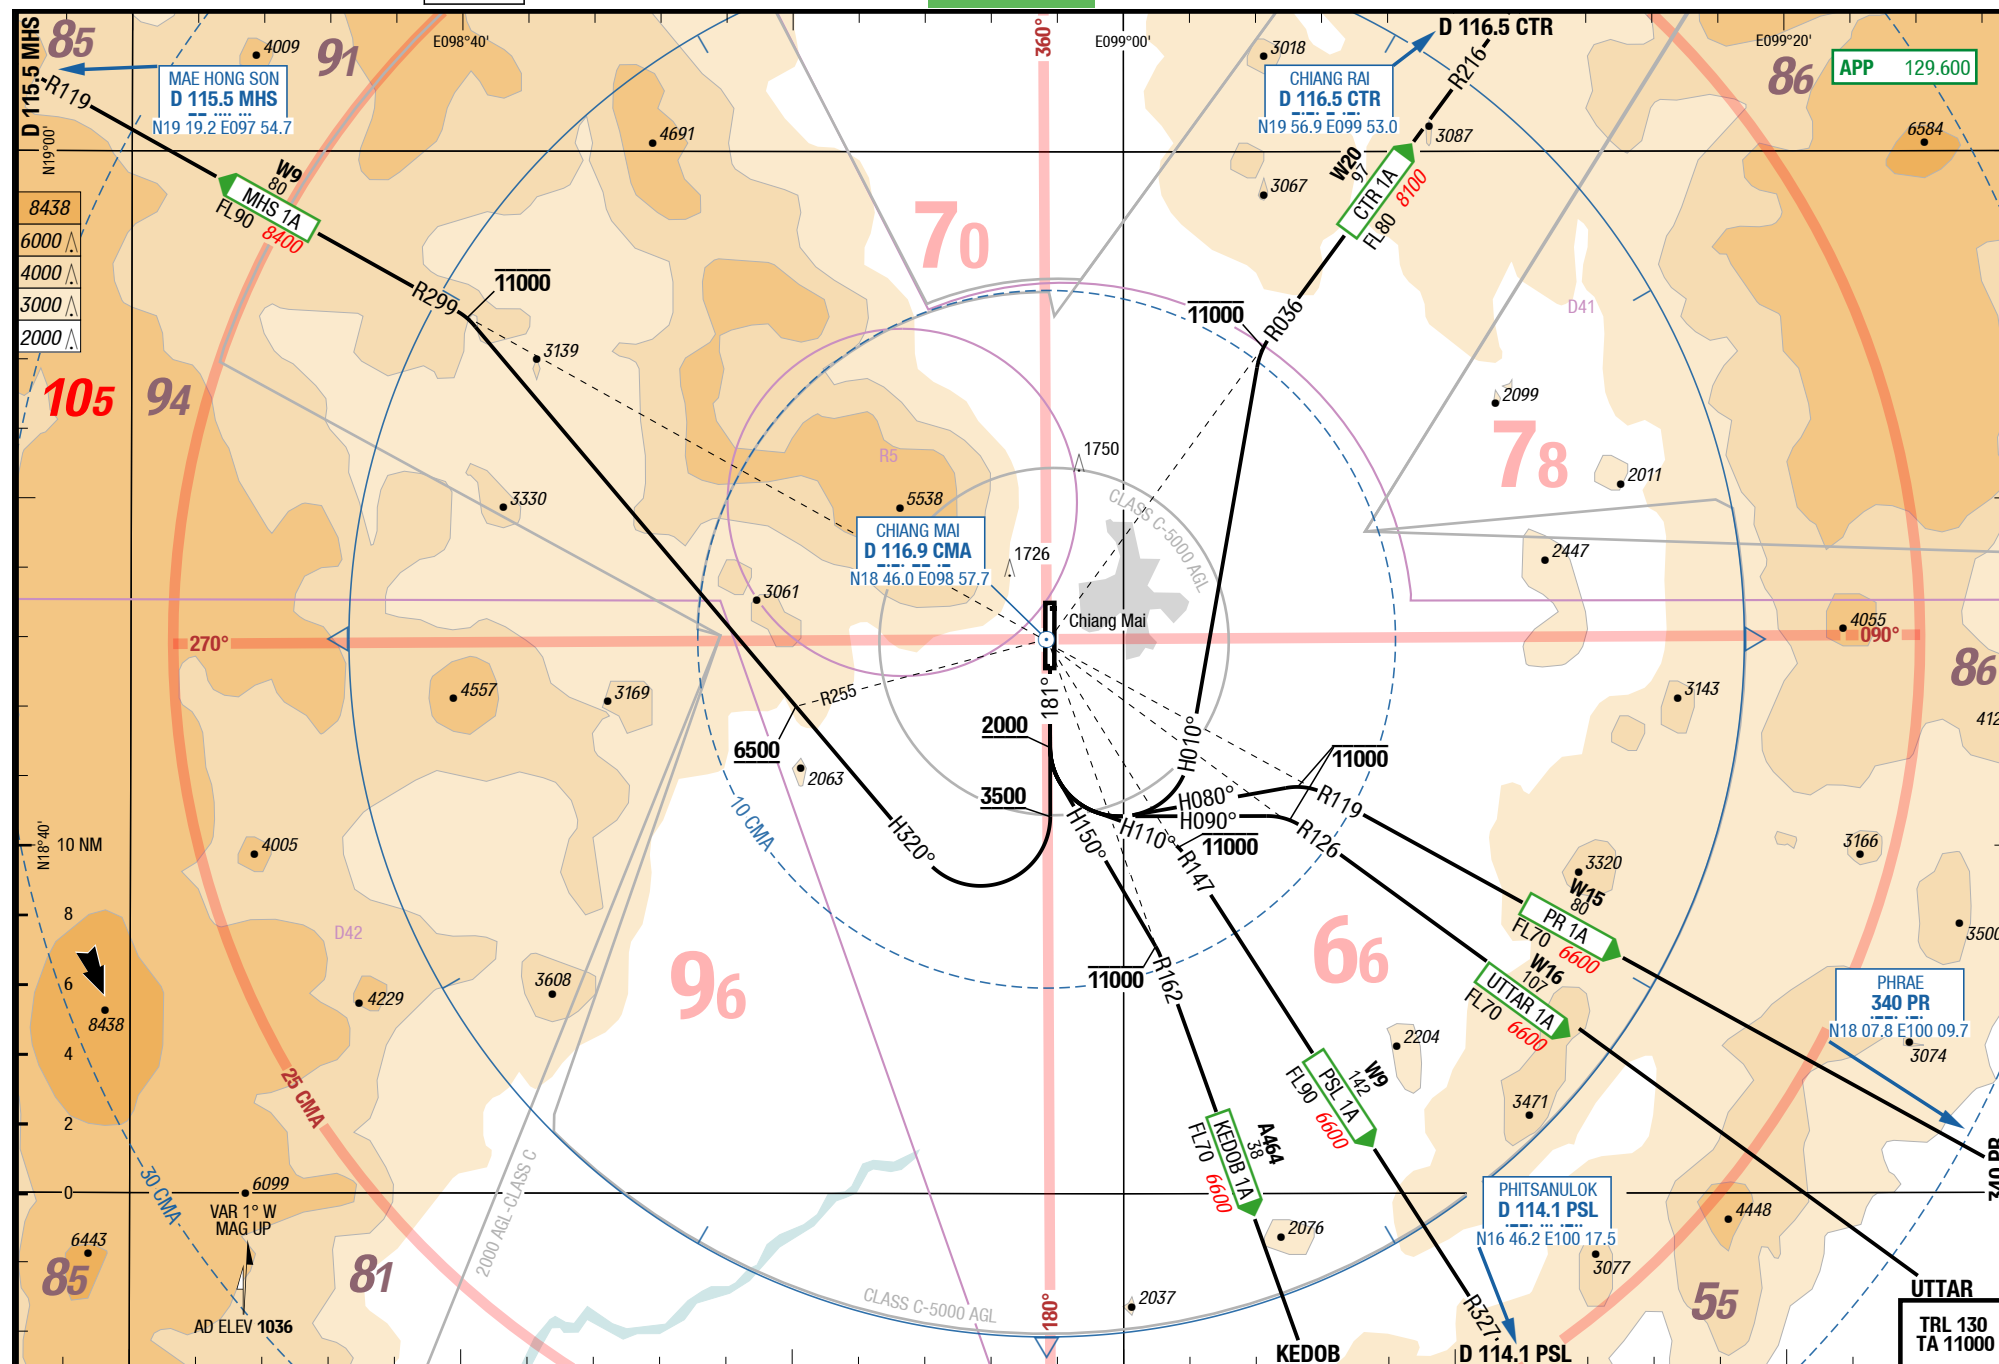 D 115.5 MHS
85
4009
91
E098°40'
360°
E099°00'
3018
D 116.5 CTR
E099°20'
86
APP 129.600
MAE HONG SON
D 115.5 MHS
N19 19.2 E097 54.7
R119
N19°00'
4691
CHIANG RAI
D 116.5 CTR
N19 56.9 E099 53.0
R216
3087
6584
W9
80
MHS 1A
FL90 8400
W20
97
CTR 1A
FL80 8100
3067
8438
6000
4000
3000
2000
70
R299
11000
11000
R036
D41
3139
105
94
2099
78
R5
1750
2011
3330
5538
CLASS C-5000 AGL
CHIANG MAI
D 116.9 CMA
N18 46.0 E098 57.7
1726
2447
3061
Chiang Mai
270°
4055
090°
86
4557
3169
R255
181°
3143
412
6500
2000
H010°
11000
2063
3500
H080°
R119
10 CMA
H320°
H150°
H110°
H090°
R126
11000
R147
N18°40'
10 NM
8
6
4
2
0
4005
3166
3320
W15
80
PR 1A
FL70 6600
3500
D42
96
66
11000
R162
W16
107
UTTAR 1A
FL70 6600
3608
4229
8438
PHRAE
340 PR
N18 07.8 E100 09.7
3074
2204
25 CMA
W9
142
PSL 1A
FL90 6600
3471
A464
38
KEDOB 1A
FL70 6600
340 PR
30 CMA
6099
VAR 1° W
MAG UP
2000 AGL-CLASS C
PHITSANULOK
D 114.1 PSL
N16 46.2 E100 17.5
4448
6443
85
81
2076
3077
UTTAR
CLASS C-5000 AGL
180°
2037
R327
55
AD ELEV 1036
TRL 130
TA 11000
KEDOB
D 114.1 PSL